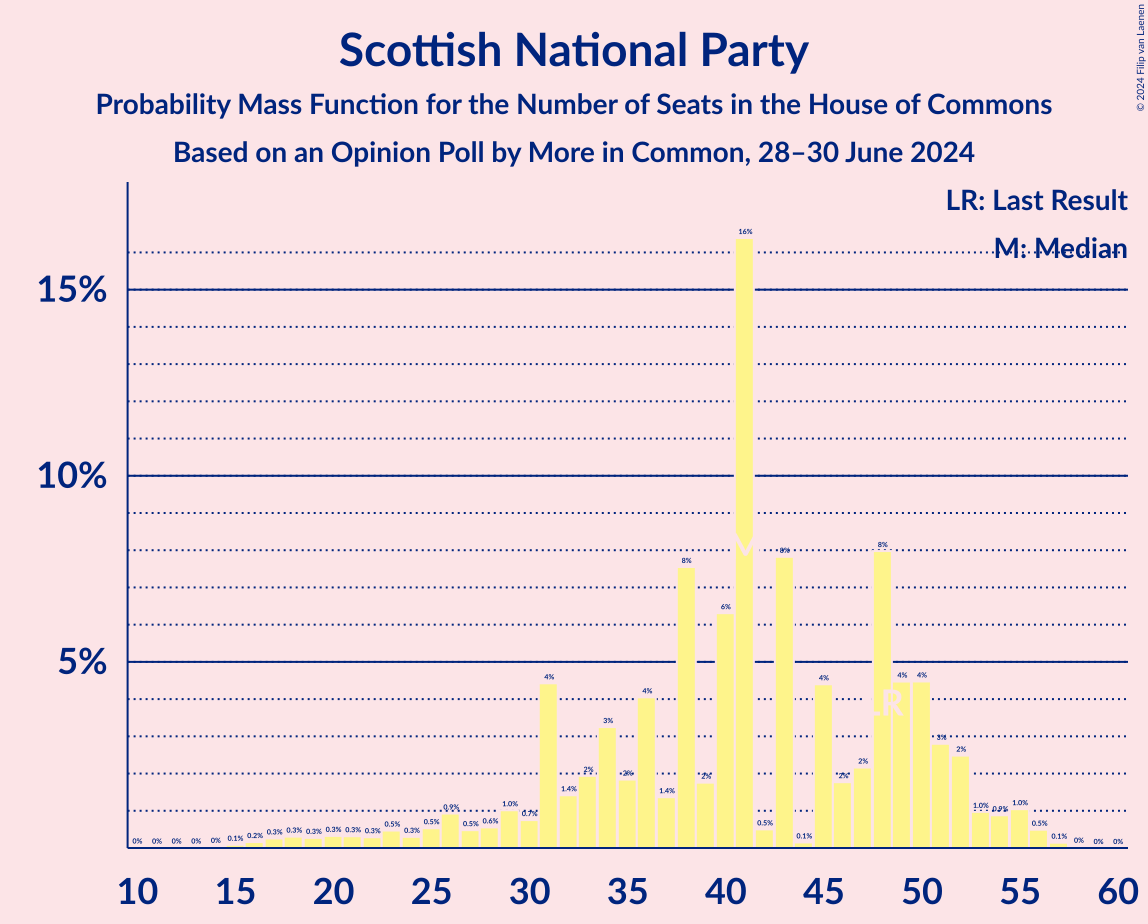 Scottish National Party
Probability Mass Function for the Number of Seats in the House of Commons
Based on an Opinion Poll by More in Common, 28–30 June 2024
© 2024 Filip van Laenen
LR: Last Result
M: Median
15%
10%
5%
0% 0% 0% 0% 0% 0.1% 0.2% 0.3% 0.3% 0.3% 0.3% 0.3% 0.3% 0.5% 0.3% 0.5% 0.9% 0.5% 0.6% 1.0% 0.7% 4% 1.4% 2% 3% 2% 4% 1.4% 8% 2% 6% 16% 0.5% 8% 0.1% 4% 2% 2% 8% 4% 4% 3% 2% 1.0% 0.9% 1.0% 0.5% 0.1% 0% 0% 0%
M
LR
10 15 20 25 30 35 40 45 50 55 60